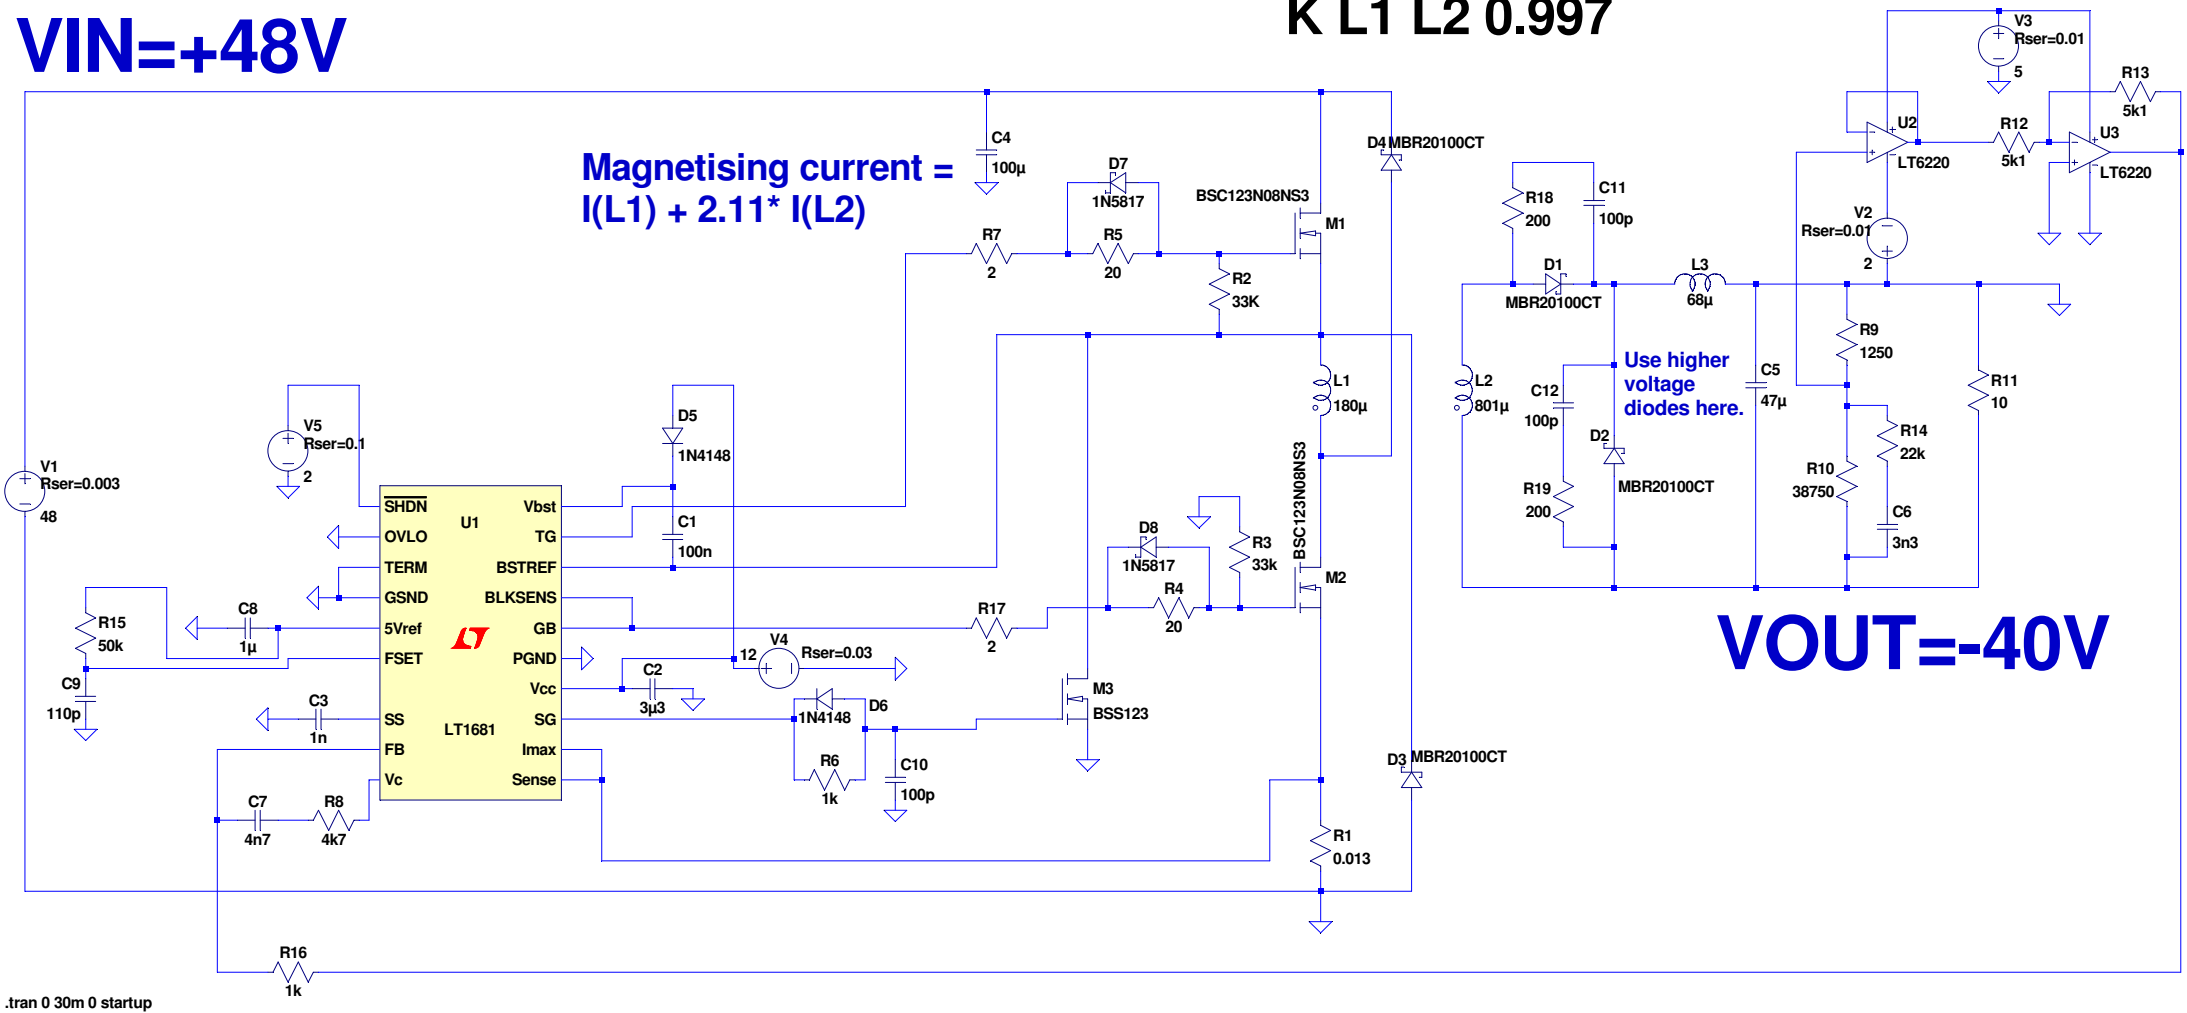 VIN=+48V
K L1 L2 0.997
V3
Rser=0.01
5
R13
5k1
U2
LT6220
R12
5k1
U3
LT6220
V2
Rser=0.01
2
Magnetising current =
I(L1) + 2.11* I(L2)
C4
100µ
D7
1N5817
R7
2
R5
20
R2
33K
BSC123N08NS3
M1
D4
MBR20100CT
R18
200
C11
100p
D1
MBR20100CT
L3
68µ
R9
1250
L1
180µ
L2
801µ
C12
100p
Use higher
voltage
diodes here.
C5
47µ
R11
10
D2
MBR20100CT
R19
200
R10
38750
R14
22k
C6
3n3
VOUT=-40V
V1
Rser=0.003
48
V5
Rser=0.1
2
D5
1N4148
C1
100n
U1
LT1681
SHDN
OVLO
TERM
GSND
5Vref
FSET
SS
FB
Vc
Vbst
TG
BSTREF
BLKSENS
GB
PGND
Vcc
SG
Imax
Sense
R15
50k
C8
1µ
C9
110p
C3
1n
C7
4n7
R8
4k7
R16
1k
C2
3µ3
V4
12
Rser=0.03
D6
1N4148
R6
1k
C10
100p
R17
2
D8
1N5817
R4
20
R3
33k
BSC123N08NS3
M2
M3
BSS123
D3
MBR20100CT
R1
0.013
.tran 0 30m 0 startup